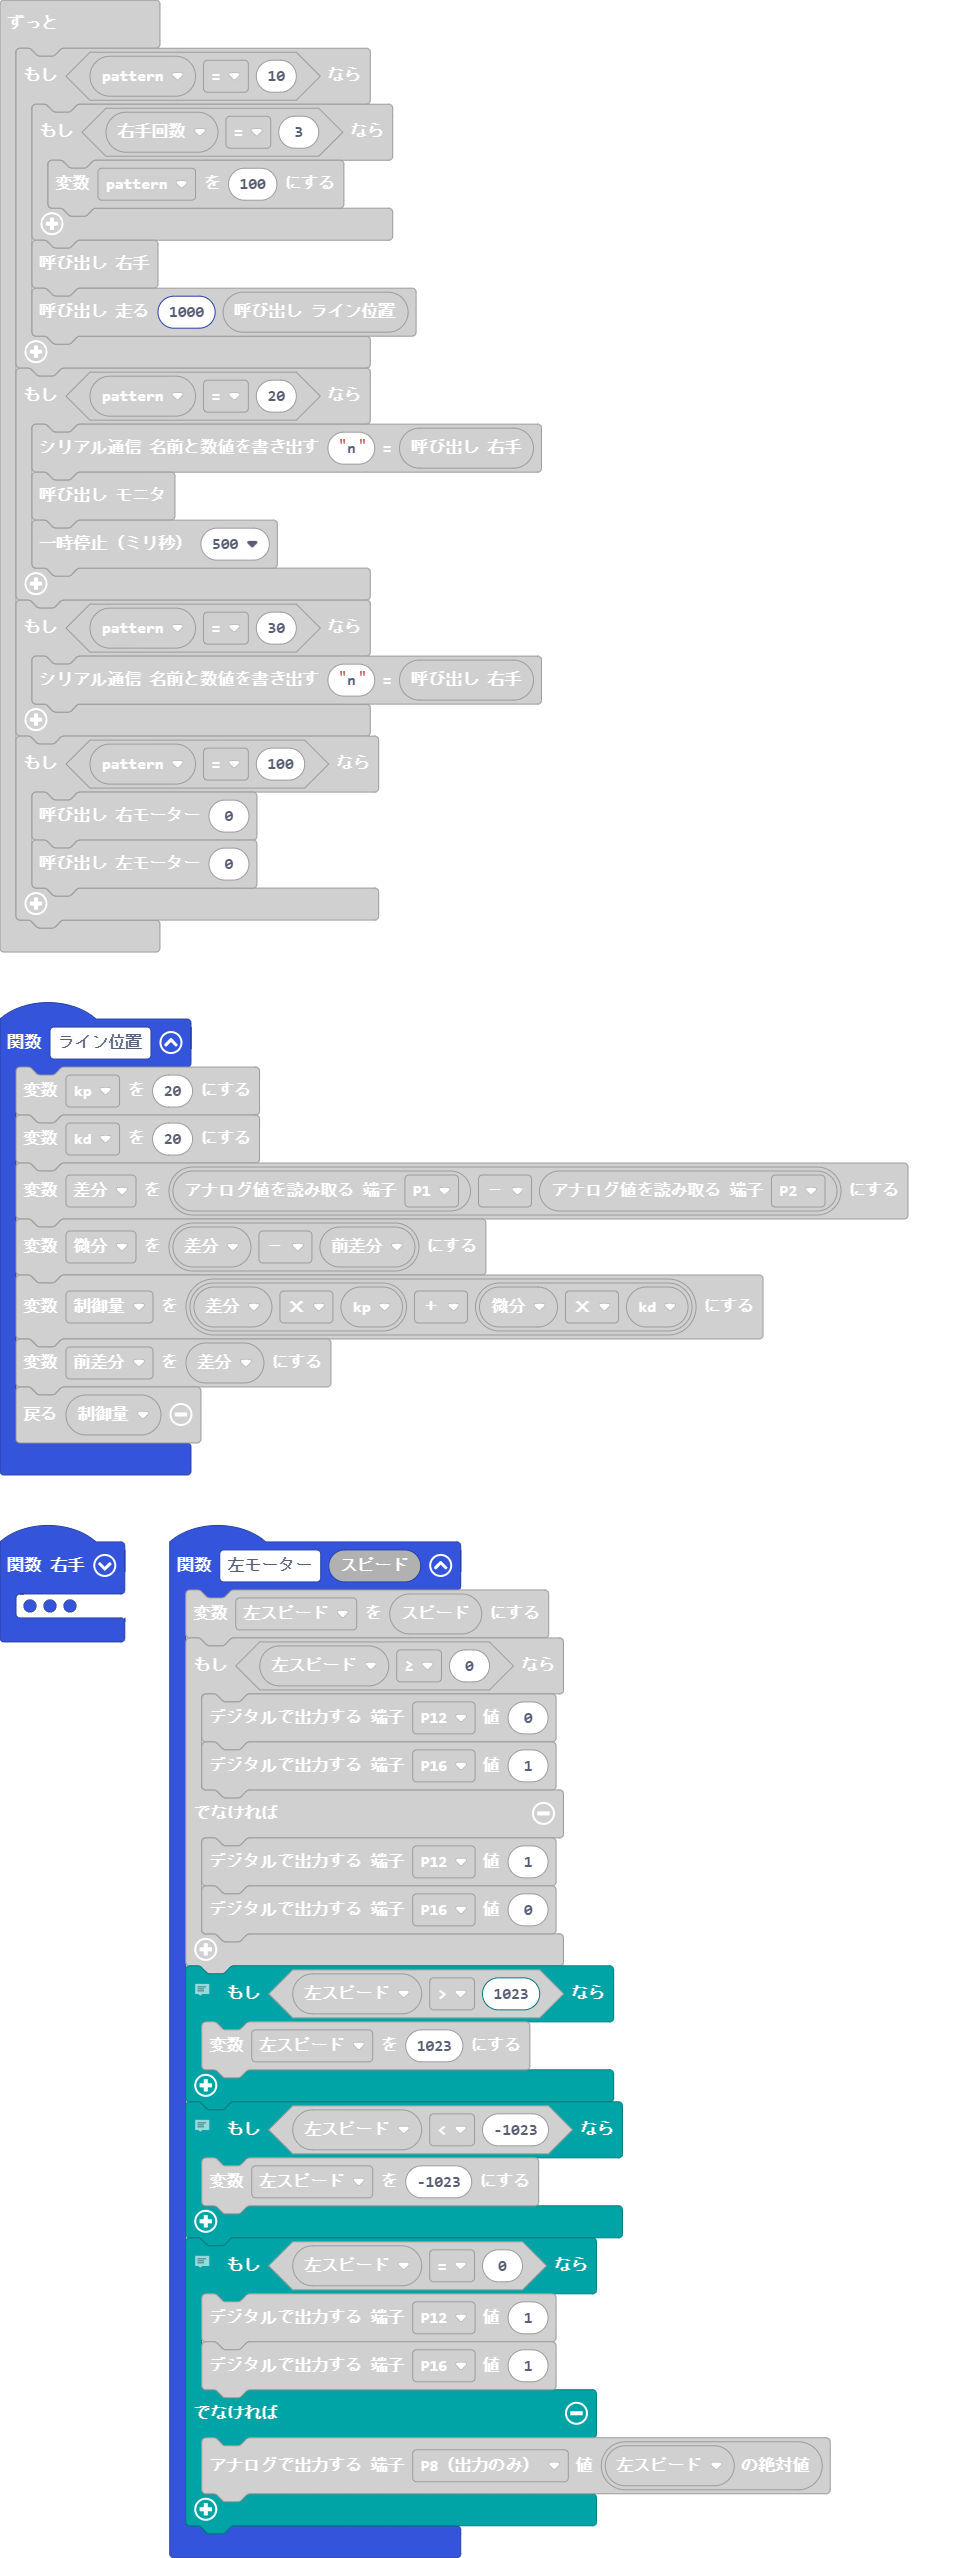 ずっと
もし pattern = 10 なら
もし 右手回数 = 3 なら
変数 pattern を 100 にする
呼び出し 右手
呼び出し 走る 1000 呼び出し ライン位置
もし pattern = 20 なら
シリアル通信 名前と数値を書き出す "n" = 呼び出し 右手
呼び出し モニタ
一時停止（ミリ秒） 500
もし pattern = 30 なら
シリアル通信 名前と数値を書き出す "n" = 呼び出し 右手
もし pattern = 100 なら
呼び出し 右モーター 0
呼び出し 左モーター 0
関数 ライン位置
変数 kp を 20 にする
変数 kd を 20 にする
変数 差分 を アナログ値を読み取る 端子 P1 - アナログ値を読み取る 端子 P2 にする
変数 微分 を 差分 - 前差分 にする
変数 制御量 を 差分 × kp + 微分 × kd にする
変数 前差分 を 差分 にする
戻る 制御量
関数 右手
関数 左モーター スピード
変数 左スピード を スピード にする
もし 左スピード ≥ 0 なら
デジタルで出力する 端子 P12 値 0
デジタルで出力する 端子 P16 値 1
でなければ
デジタルで出力する 端子 P12 値 1
デジタルで出力する 端子 P16 値 0
もし 左スピード > 1023 なら
変数 左スピード を 1023 にする
もし 左スピード < -1023 なら
変数 左スピード を -1023 にする
もし 左スピード = 0 なら
デジタルで出力する 端子 P12 値 1
デジタルで出力する 端子 P16 値 1
でなければ
アナログで出力する 端子 P8（出力のみ） 値 左スピード の絶対値